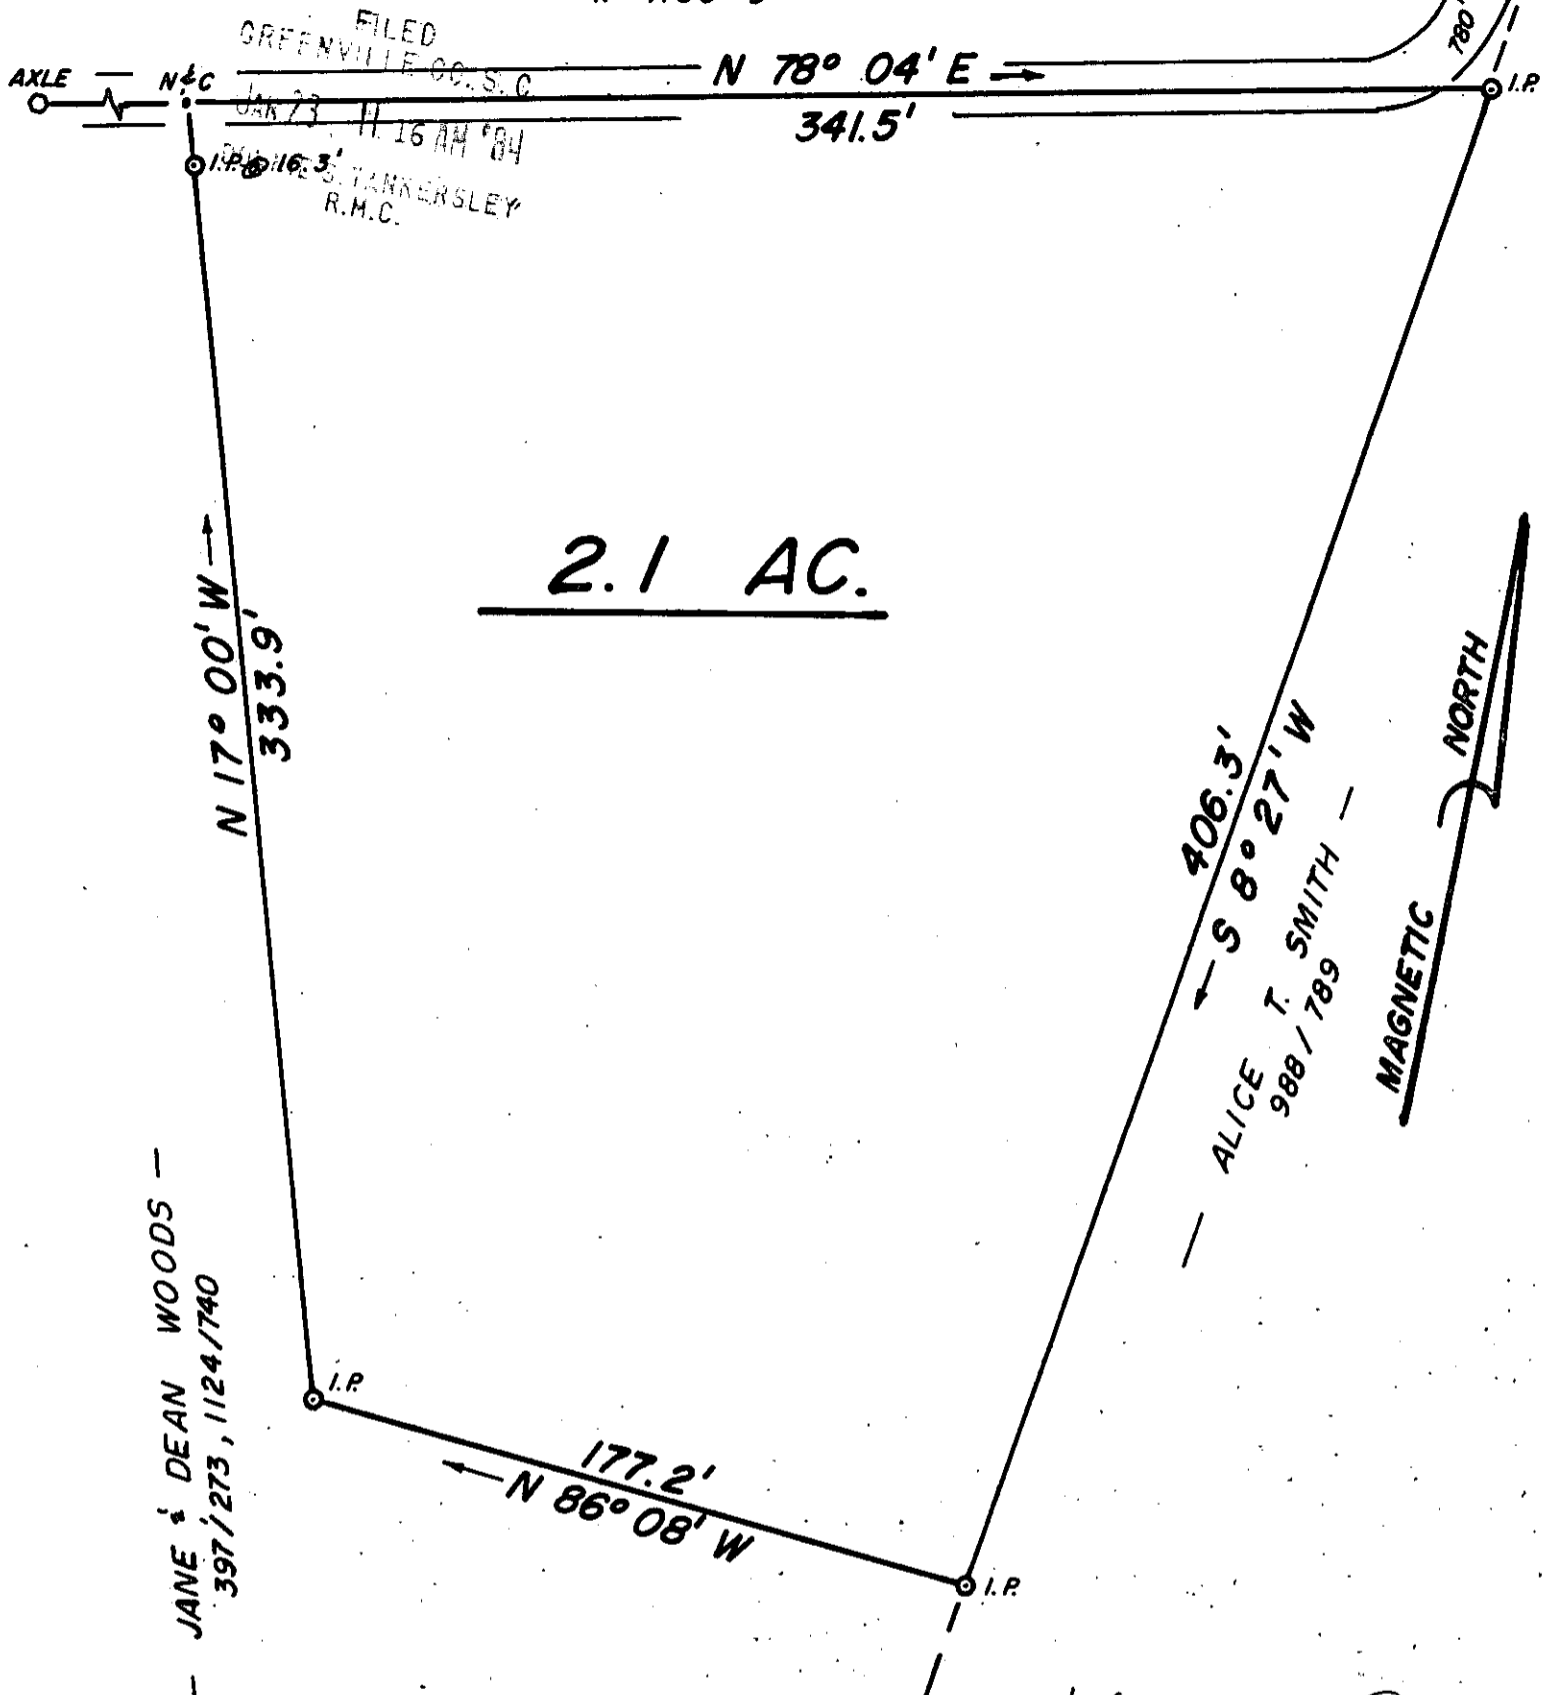 780'
FILED
GREENVILLE CO. S. C.
AXLE
N & C
N 78° 04' E
I.P.
JAN 23 11 16 AM '84
341.5'
I.P. @ 16.3'
S. TANKERSLEY
R.M.C.
2.1 AC.
N 17° 00' W
333.9'
406.3'
S 8° 27' W
MAGNETIC NORTH
ALICE T. SMITH
988 / 789
JANE & DEAN WOODS
397 / 273, 1124 / 740
I.P.
177.2'
N 86° 08' W
I.P.